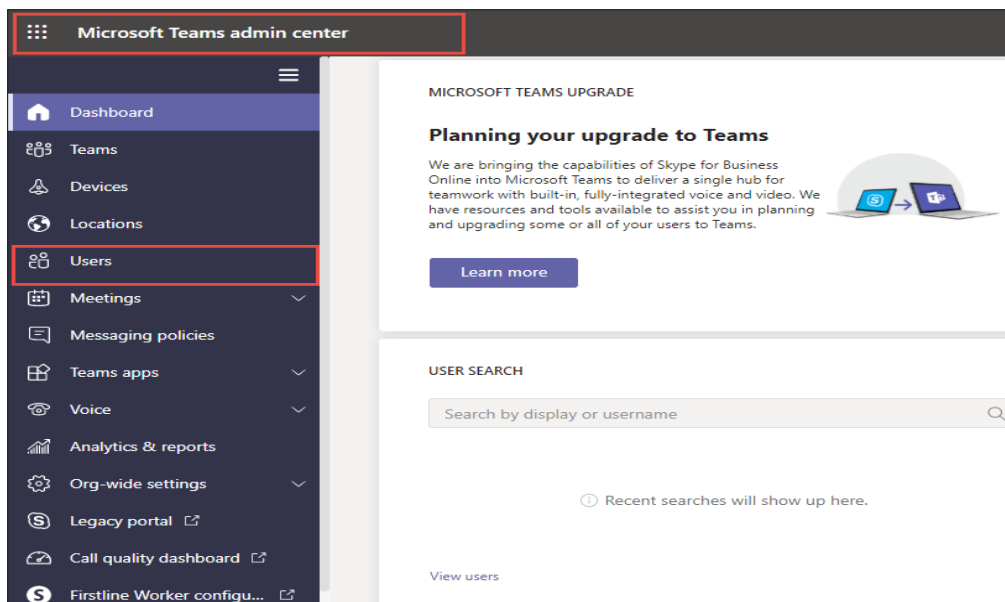 Microsoft Teams admin center
Dashboard
Teams
Devices
Locations
Users
Meetings
Messaging policies
Teams apps
Voice
Analytics & reports
Org-wide settings
Legacy portal
Call quality dashboard
Firstline Worker configu...
MICROSOFT TEAMS UPGRADE
Planning your upgrade to Teams
We are bringing the capabilities of Skype for Business
Online into Microsoft Teams to deliver a single hub for
teamwork with built-in, fully-integrated voice and video. We
have resources and tools available to assist you in planning
and upgrading some or all of your users to Teams.
Learn more
USER SEARCH
Search by display or username
Recent searches will show up here.
View users